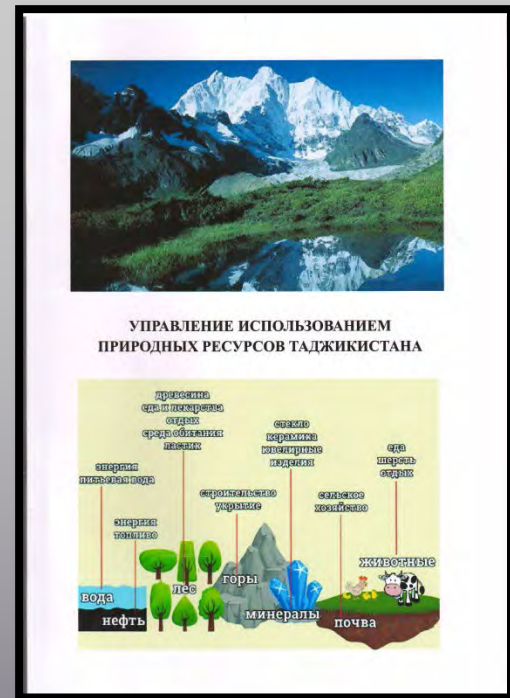 УПРАВЛЕНИЕ ИСПОЛЬЗОВАНИЕМ
ПРИРОДНЫХ РЕСУРСОВ ТАДЖИКИСТАНА
древесина
еда и лекарства
отдых
среда обитания
ластик
стекло
керамика
ювелирные
изделия
еда
шерсть
отдых
энергия
питьевая вода
строительство
укрытие
сельское
хозяйство
энергия
топливо
животные
горы
лес
вода
нефть
минералы
почва